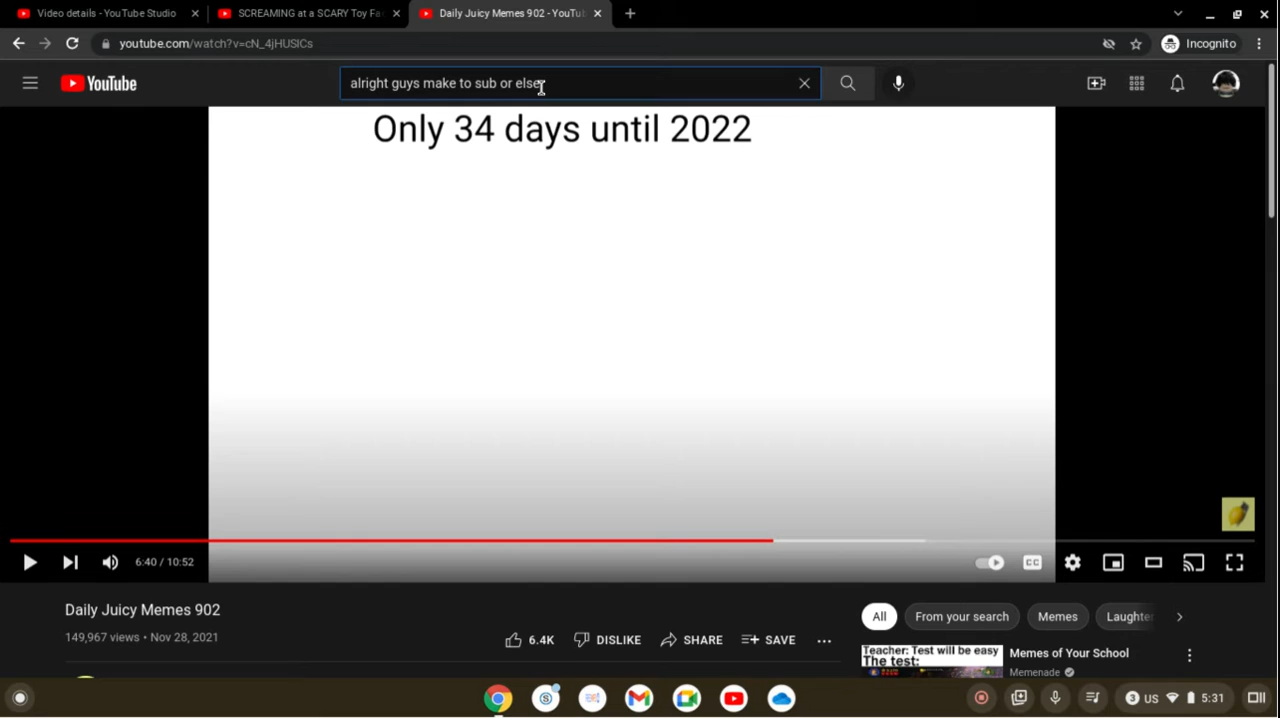 Video details - YouTube Studio
SCREAMING at a SCARY Toy Fa
Daily Juicy Memes 902 - YouTu
youtube.com/watch?v=cN_4jHUSICs
Incognito
YouTube
alright guys make to sub or else
Only 34 days until 2022
6:40 / 10:52
CC
Daily Juicy Memes 902
149,967 views • Nov 28, 2021
6.4K
DISLIKE
SHARE
SAVE
All
From your search
Memes
Laughter
Teacher: Test will be easy
The test:
Memes of Your School
Memenade
3 US 5:31